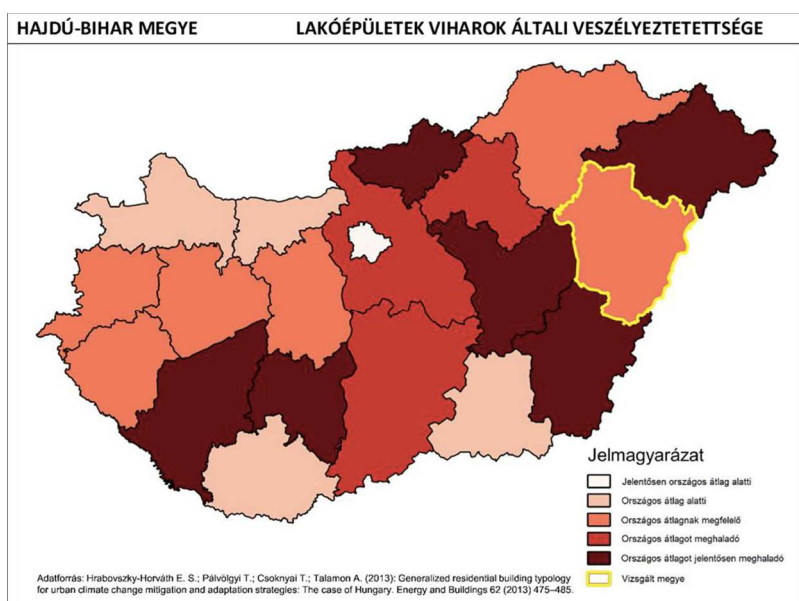 HAJDÚ-BIHAR MEGYE LAKÓÉPÜLETEK VIHAROK ÁLTALI VESZÉLYEZTETETTSÉGE
Jelmagyarázat
Jelentősen országos átlag alatti
Országos átlag alatti
Országos átlagnak megfelelő
Országos átlagot meghaladó
Országos átlagot jelentősen meghaladó
Vizsgált megye
Adatforrás: Hrabovszky-Horváth E. S.; Pálvölgyi T.; Csoknyai T.; Talamon A. (2013): Generalized residential building typology
for urban climate change mitigation and adaptation strategies: The case of Hungary. Energy and Buildings 62 (2013) 475–485.